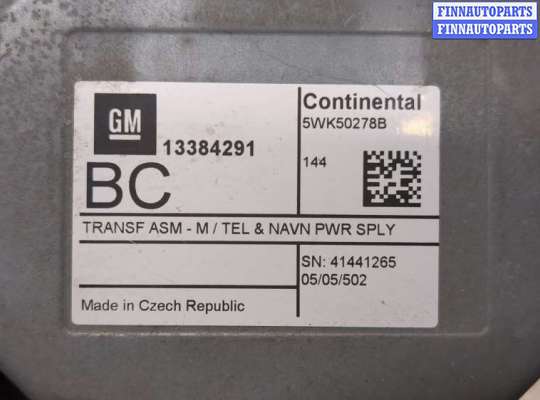 FINNAUTOPARTS
FINNAUTOPARTS
GM
13384291
BC
Continental
5WK50278B
144
TRANSF ASM - M / TEL & NAVN PWR SPLY
SN: 41441265
05/05/502
Made in Czech Republic